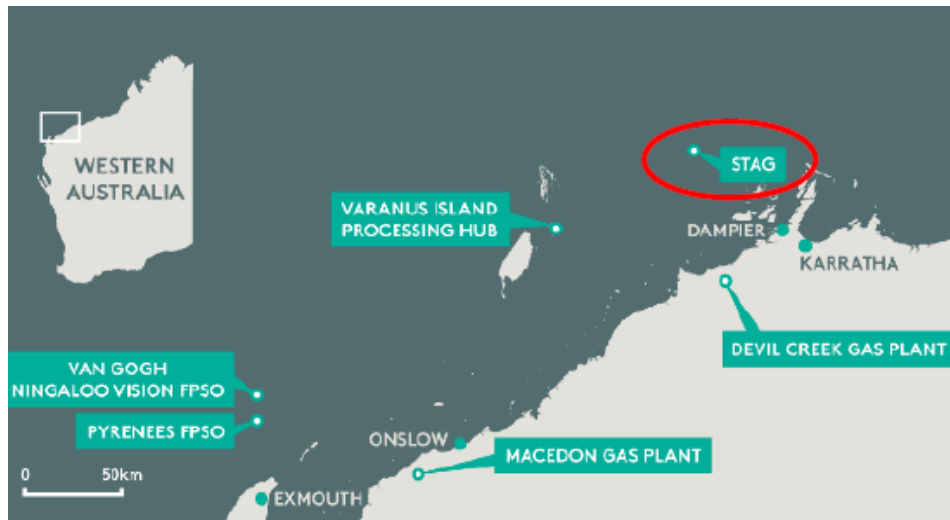 WESTERN
AUSTRALIA
STAG
VARANUS ISLAND
PROCESSING HUB
DAMPIER
KARRATHA
DEVIL CREEK GAS PLANT
VAN GOGH
NINGALOO VISION FPSO
PYRENEES FPSO
ONSLOW
MACEDON GAS PLANT
0 50km
EXMOUTH